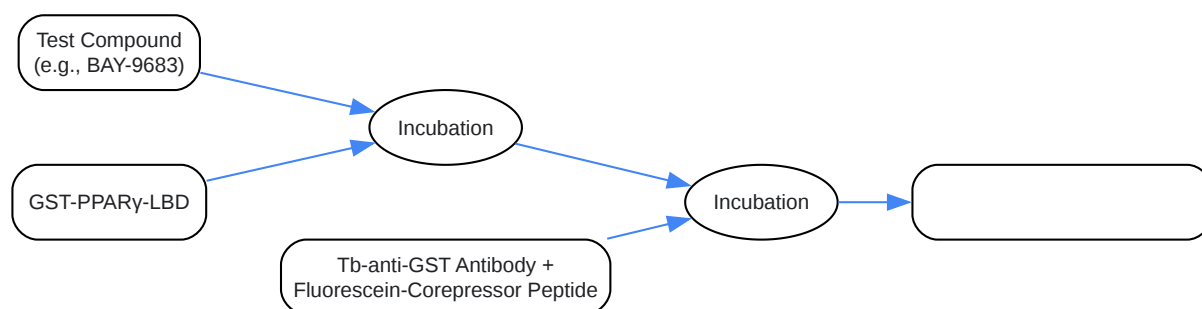 Test Compound
(e.g., BAY-9683)
Incubation
GST-PPARγ-LBD
Incubation
Tb-anti-GST Antibody +
Fluorescein-Corepressor Peptide